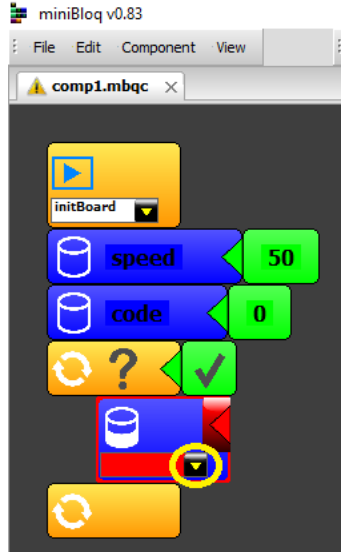 miniBloq v0.83
File Edit Component View
comp1.mbqc
initBoard
speed 50
code 0
?